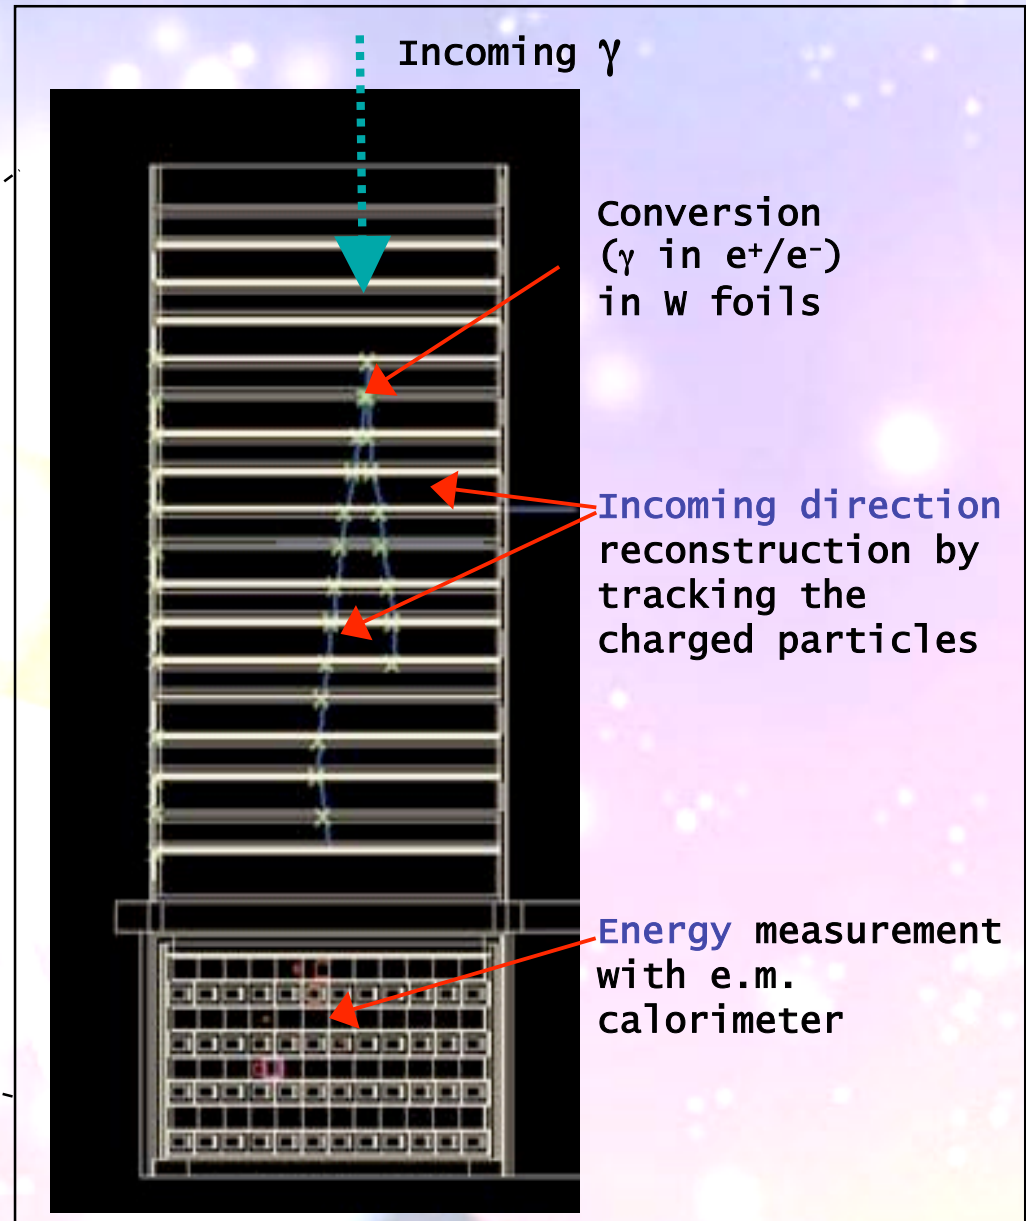 Incoming γ
Conversion
(γ in e⁺/e⁻)
in W foils
Incoming direction
reconstruction by
tracking the
charged particles
Energy measurement
with e.m.
calorimeter